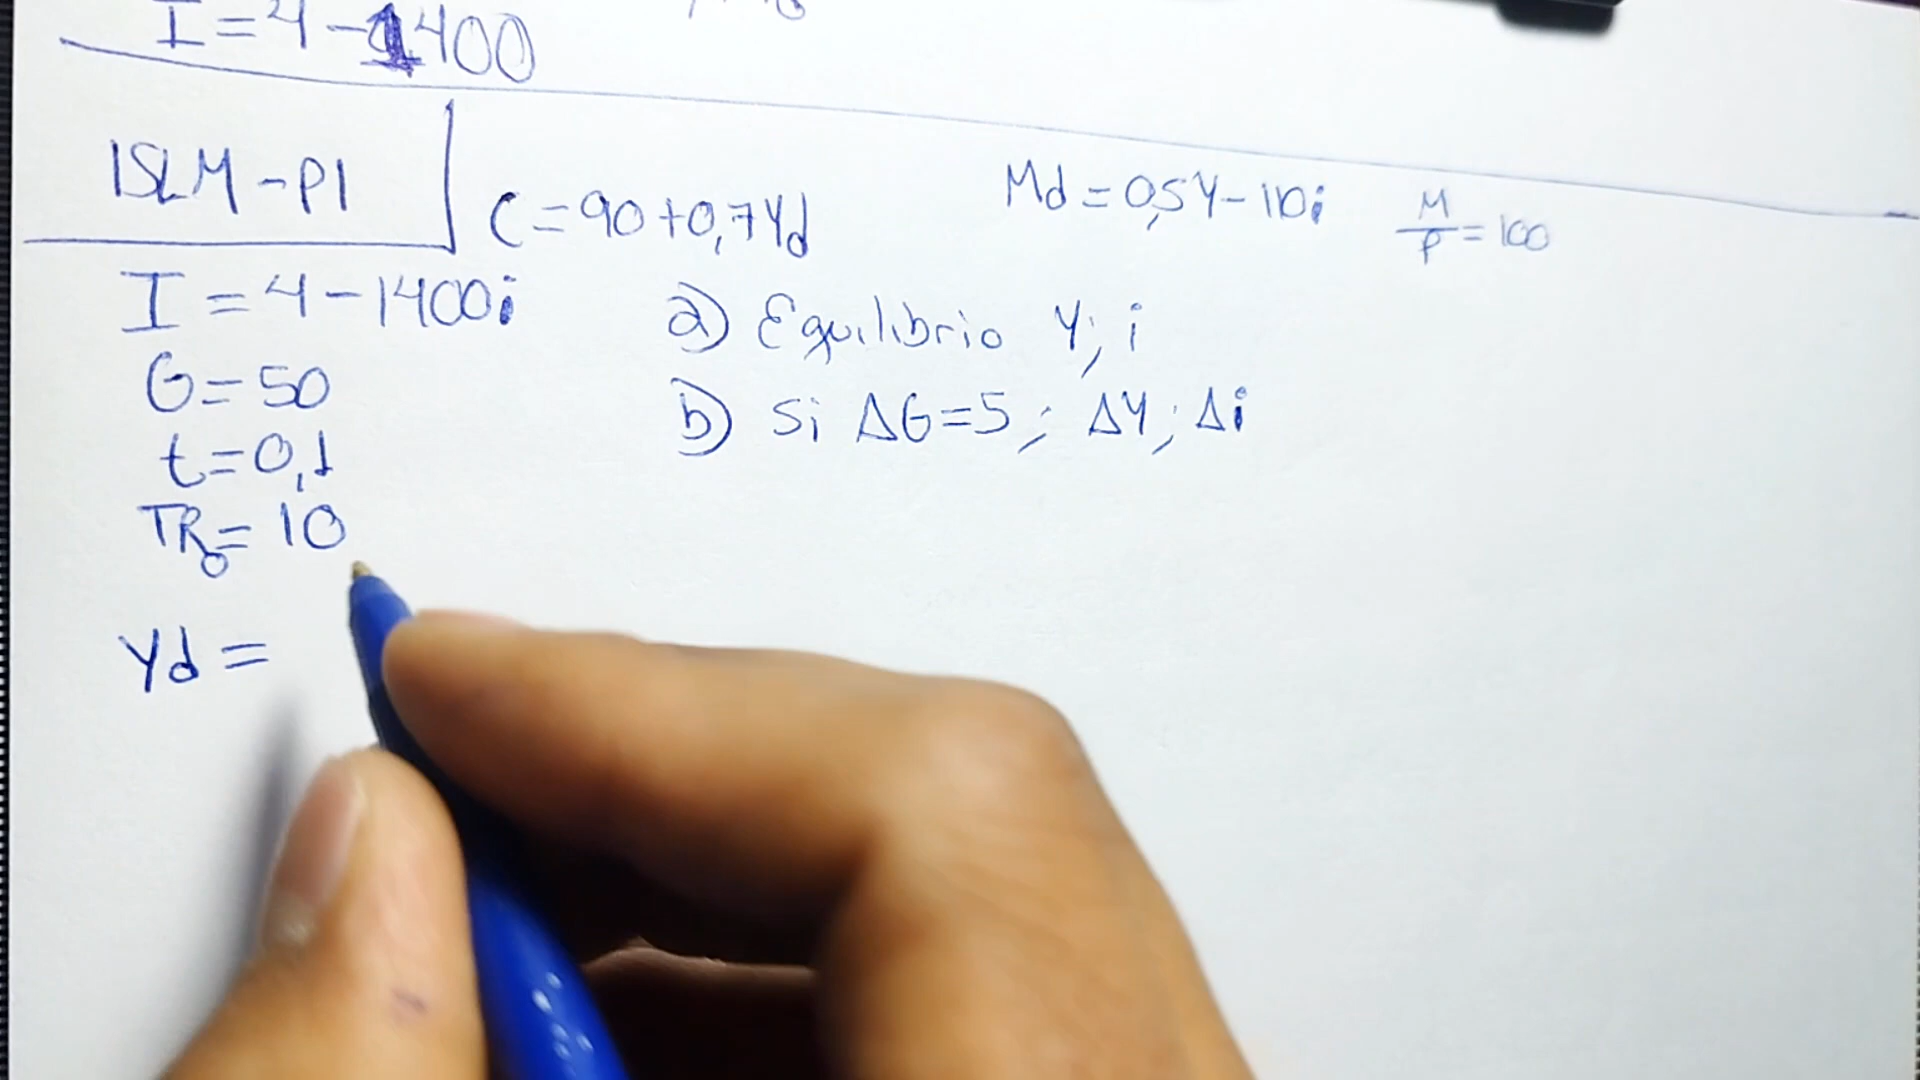 I = 4 - 1400
ISLM - P1
C = 90 + 0,7Yd
Md = 0,5Y - 110i
M/P = 100
I = 4 - 1400i
G = 50
t = 0,1
TR₀ = 10
Yd =
a) Equilibrio Y; i
b) Si ΔG = 5; ΔY; Δi